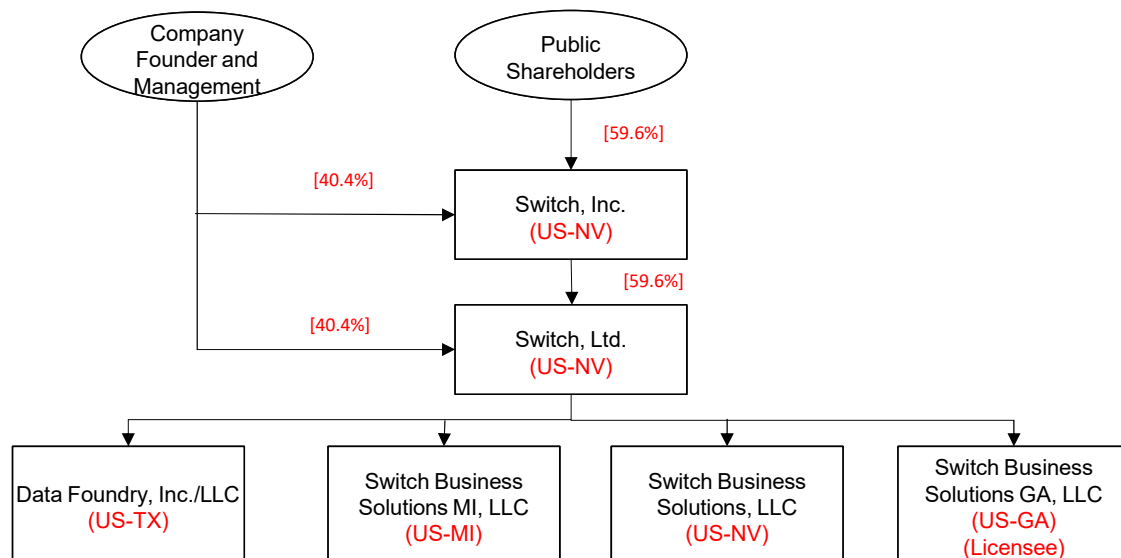 Company
Founder and
Management
Public
Shareholders
[59.6%]
[40.4%]
Switch, Inc.
(US-NV)
[59.6%]
[40.4%]
Switch, Ltd.
(US-NV)
Data Foundry, Inc./LLC
(US-TX)
Switch Business
Solutions MI, LLC
(US-MI)
Switch Business
Solutions, LLC
(US-NV)
Switch Business
Solutions GA, LLC
(US-GA)
(Licensee)